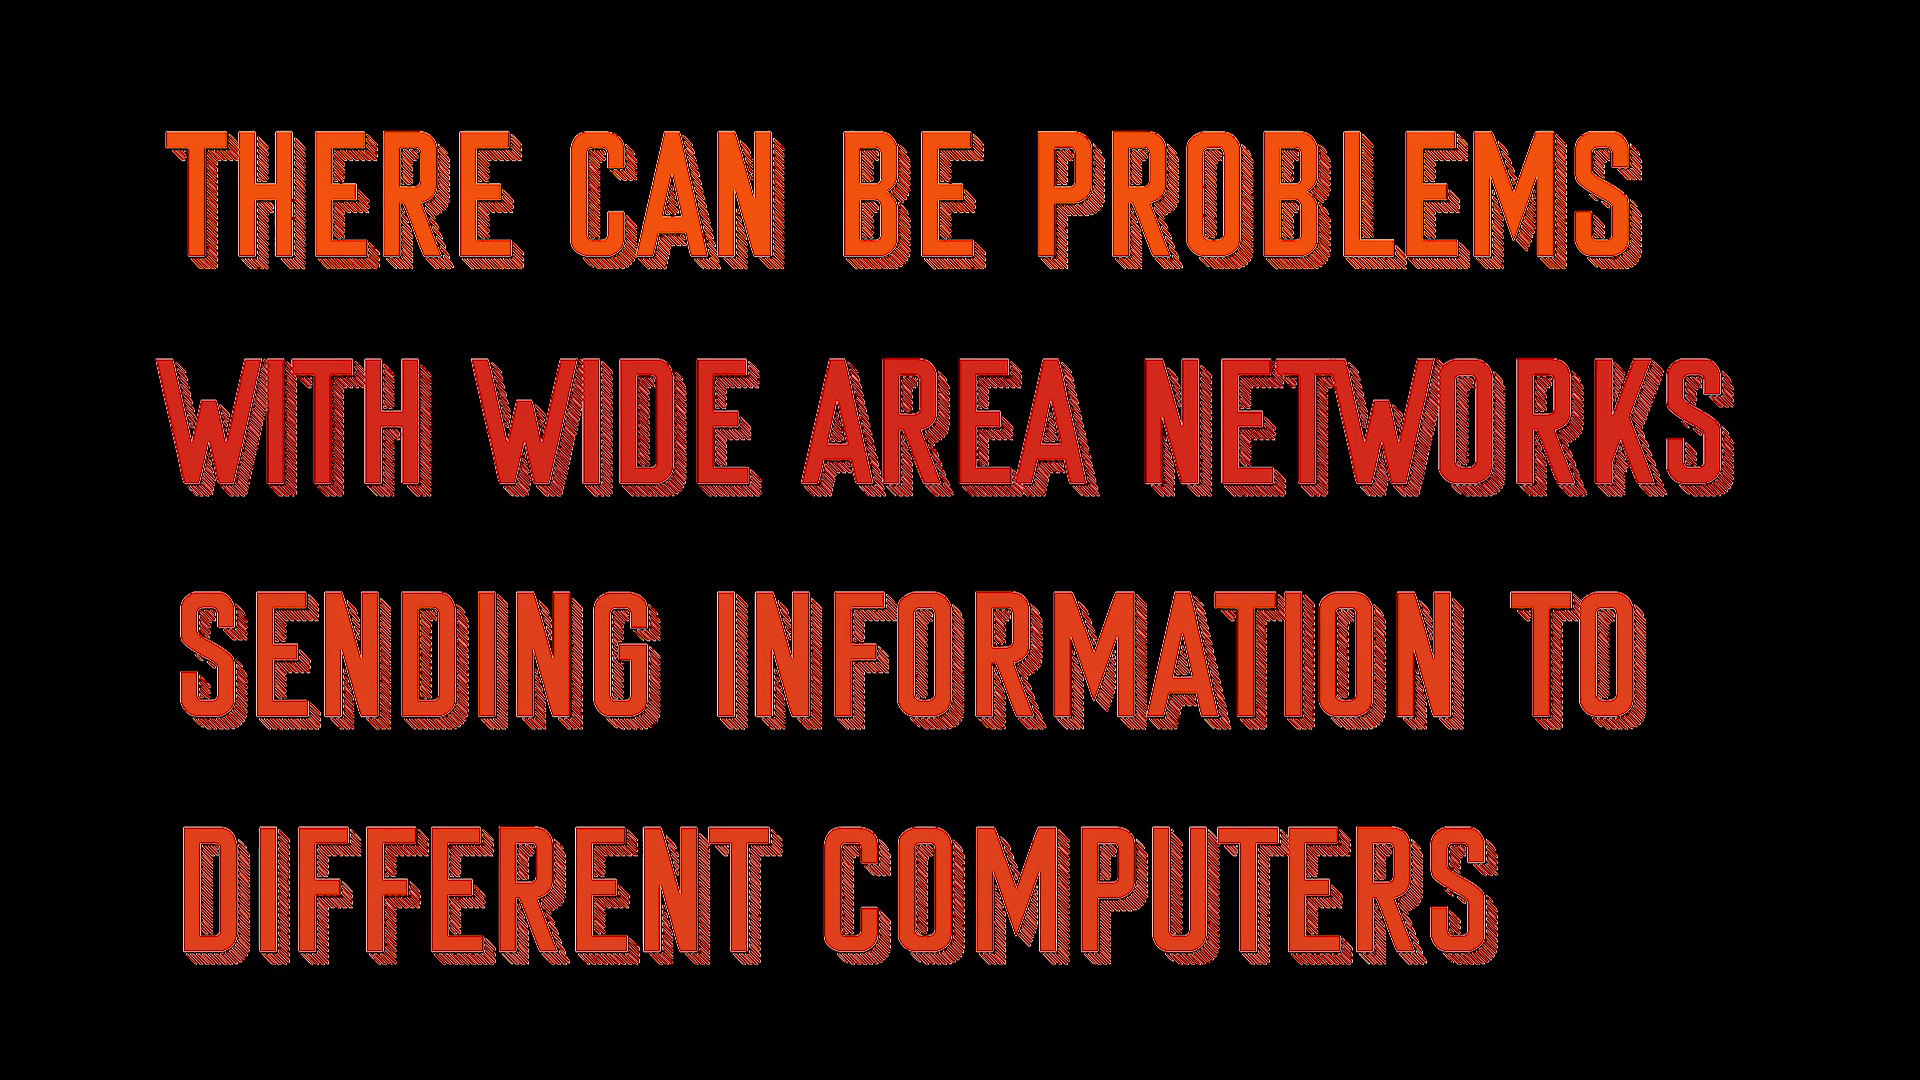 THERE CAN BE PROBLEMS
WITH WIDE AREA NETWORKS
SENDING INFORMATION TO
DIFFERENT COMPUTERS